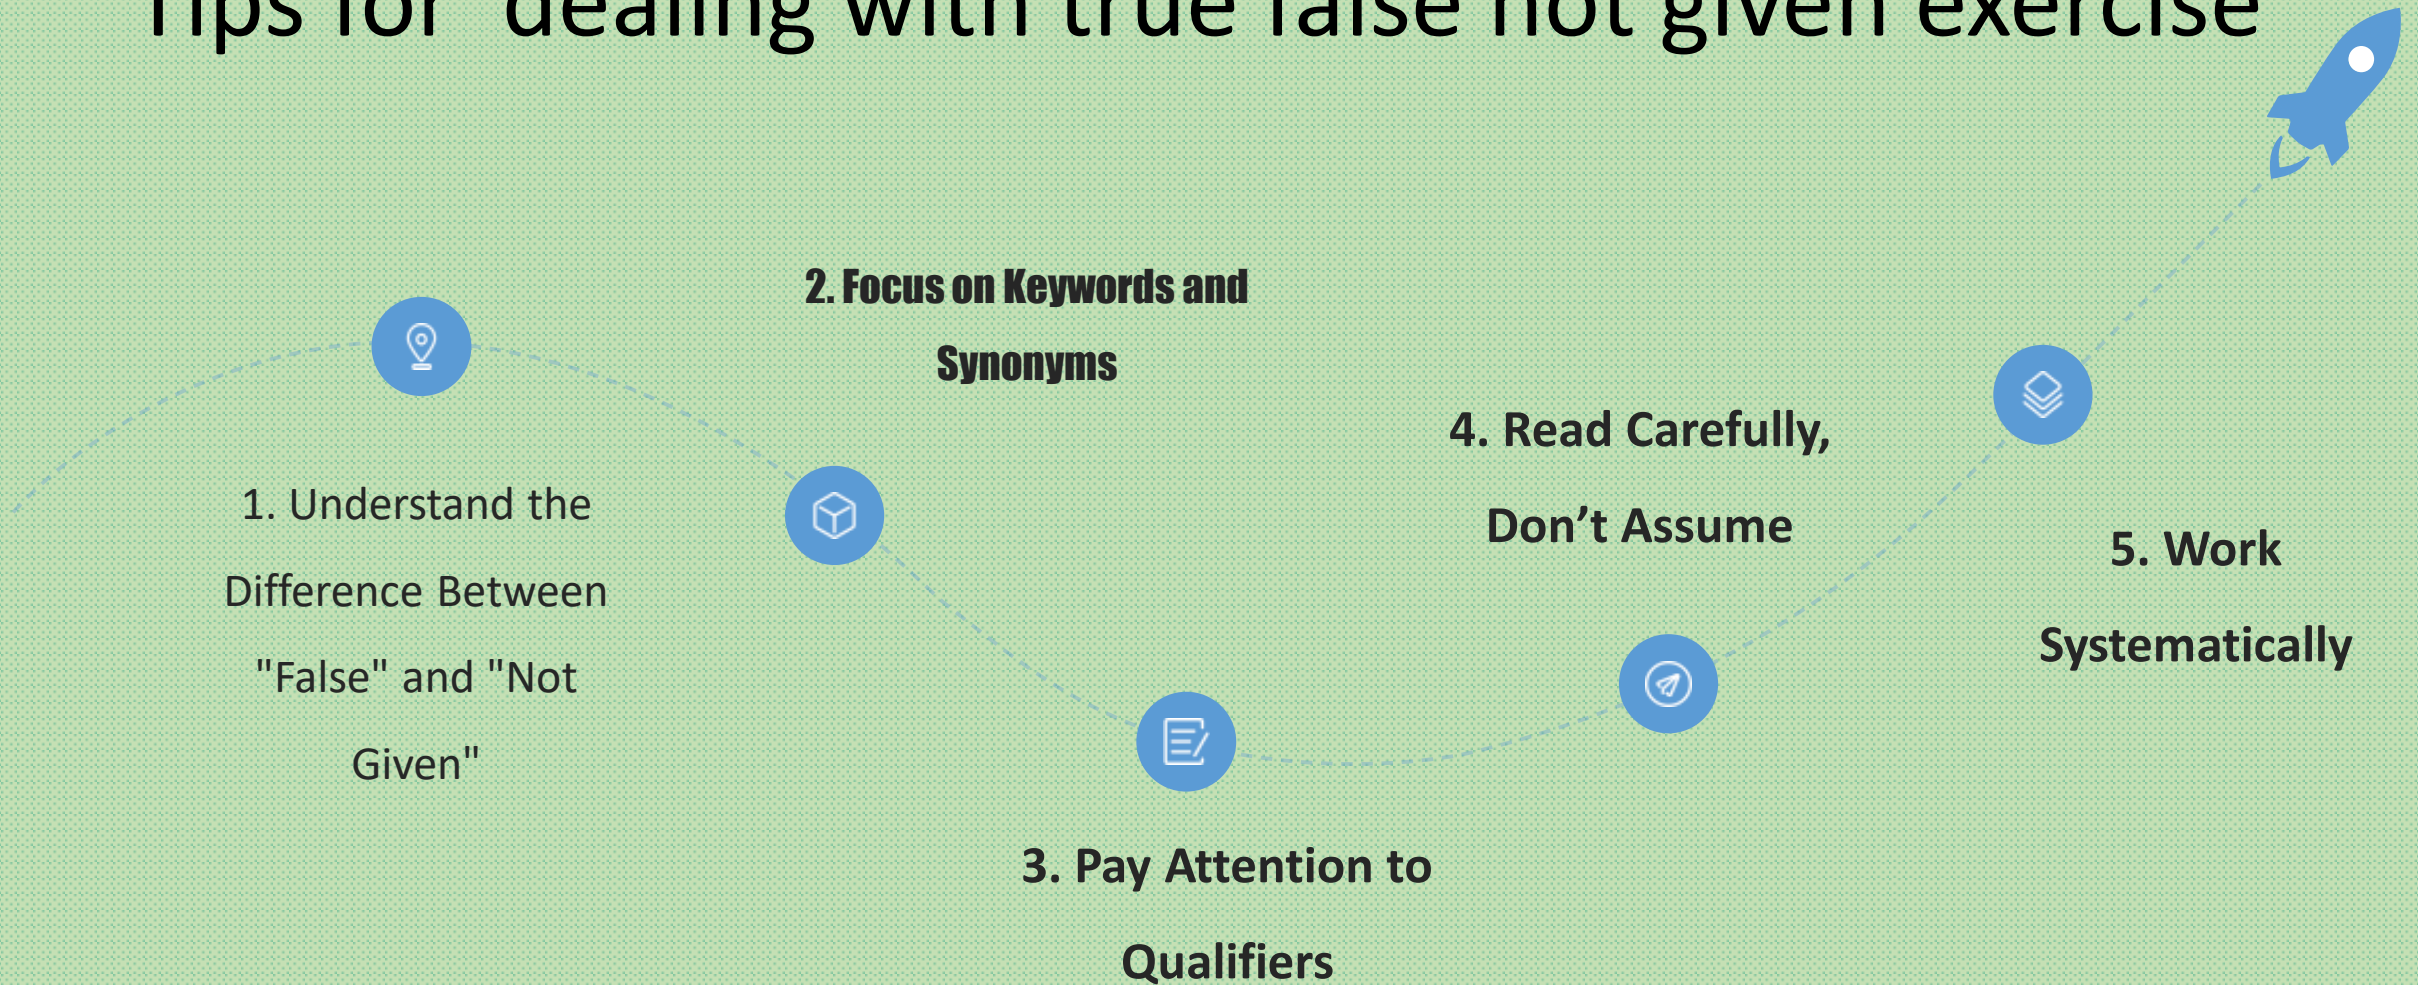 Tips for dealing with true false not given exercise
1. Understand the
Difference Between
"False" and "Not
Given"
2. Focus on Keywords and
Synonyms
3. Pay Attention to
Qualifiers
4. Read Carefully,
Don’t Assume
5. Work
Systematically